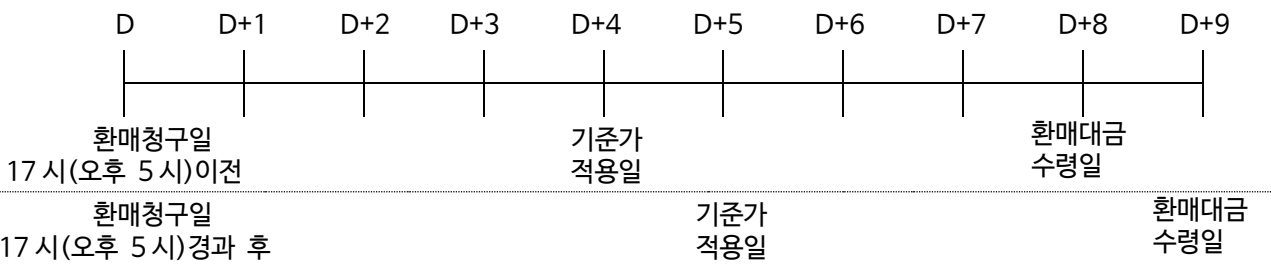 D D+1 D+2 D+3 D+4 D+5 D+6 D+7 D+8 D+9
환매청구일 기준가 환매대금
17 시(오후 5 시)이전 적용일 수령일
환매청구일 기준가 환매대금
17 시(오후 5 시)경과 후 적용일 수령일